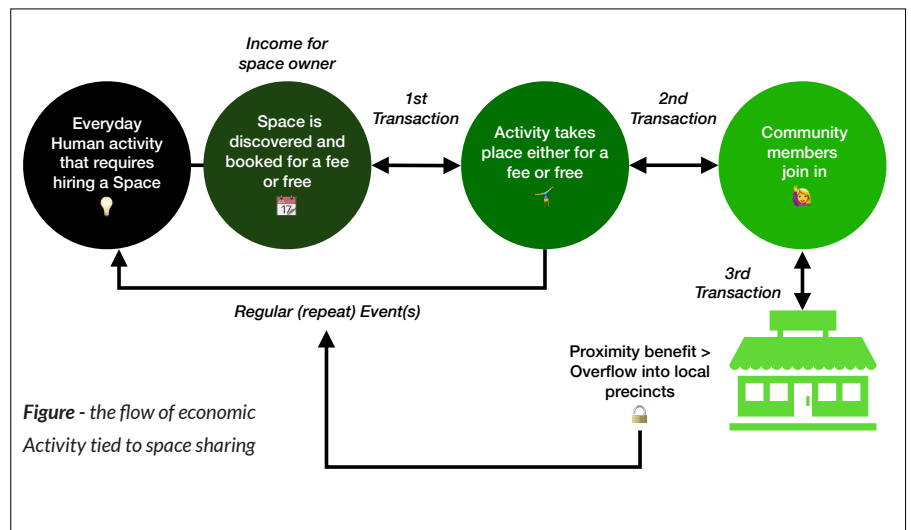 Income for
space owner
Everyday
Human activity
that requires
hiring a Space
Space is
discovered and
booked for a fee
or free
17
1st
Transaction
Activity takes
place either for a
fee or free
2nd
Transaction
Community
members
join in
3rd
Transaction
Regular (repeat) Event(s)
Proximity benefit >
Overflow into local
precincts
Figure - the flow of economic
Activity tied to space sharing